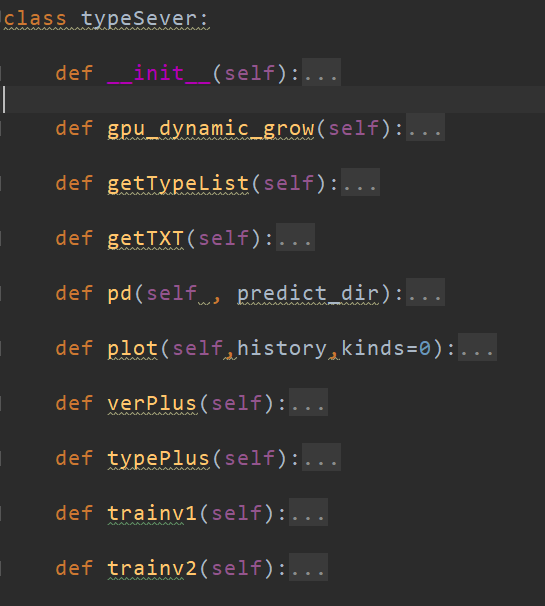 class typeSever:
def __init__(self):...
def gpu_dynamic_grow(self):...
def getTypeList(self):...
def getTXT(self):...
def pd(self , predict_dir):...
def plot(self,history,kinds=0):...
def verPlus(self):...
def typePlus(self):...
def trainv1(self):...
def trainv2(self):...